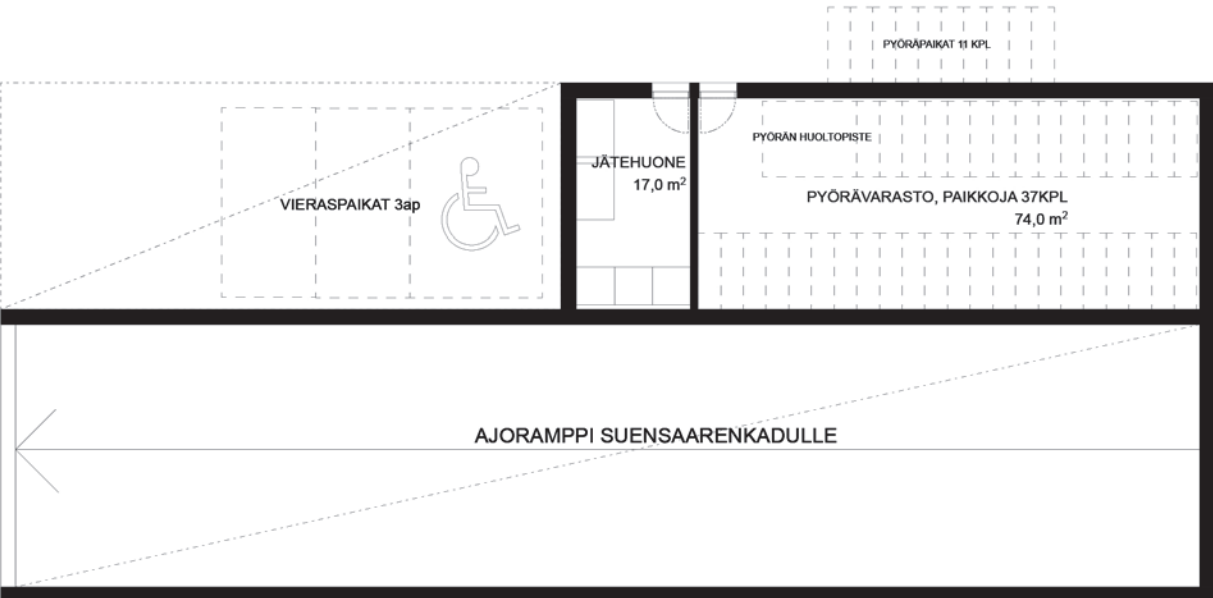 PYÖRÄPAIKAT 11 KPL
PYÖRÄN HUOLTOPISTE
JÄTEHUONE
17,0 m²
PYÖRÄVARASTO, PAIKKOJA 37KPL
74,0 m²
VIERASPAIKAT 3ap
AJORAMPPI SUENSAARENKADULLE